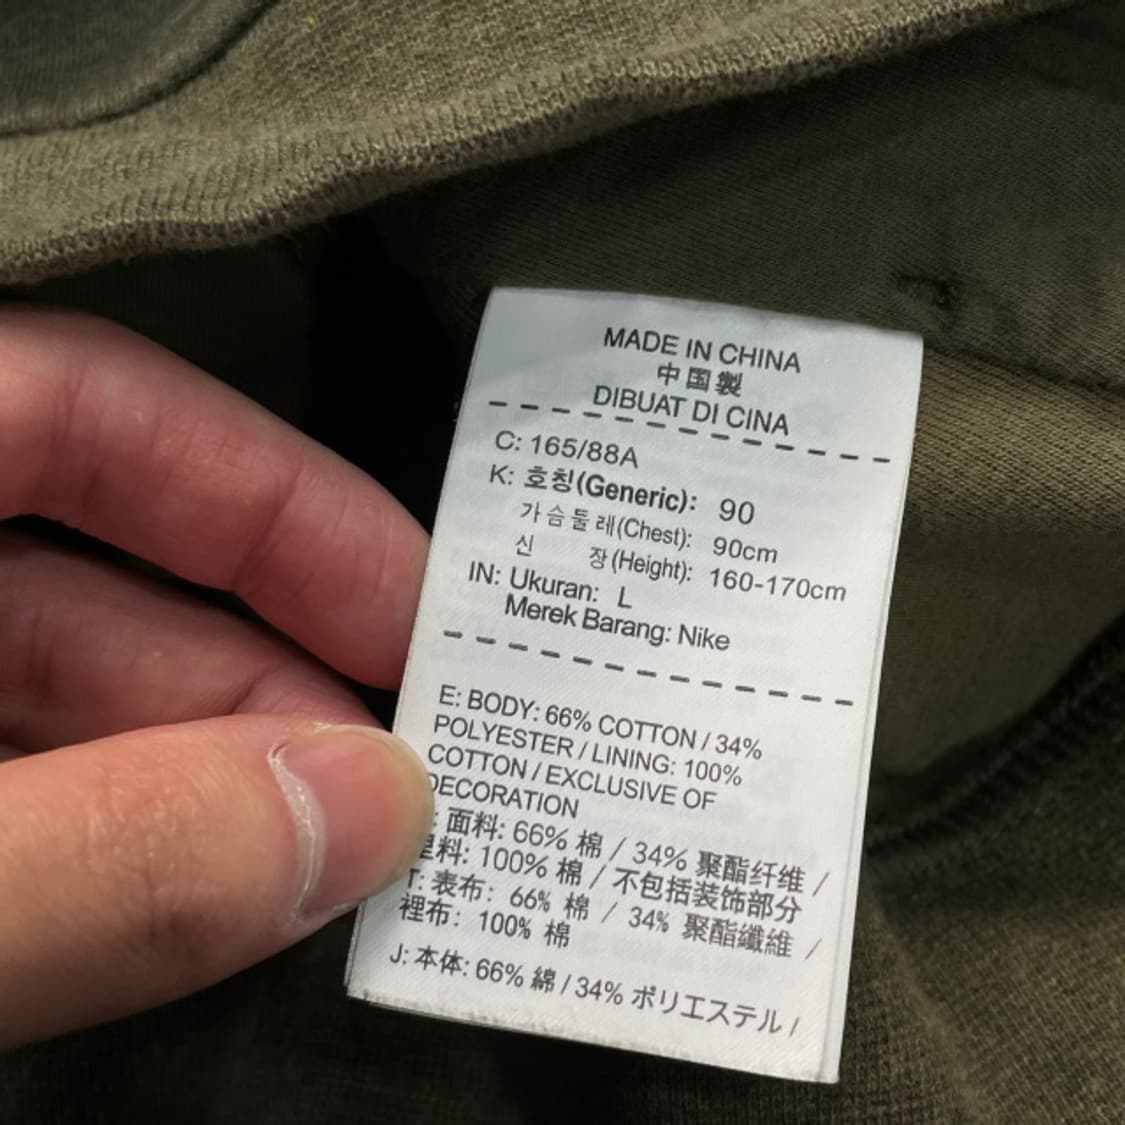 MADE IN CHINA
中国製
DIBUAT DI CINA
C: 165/88A
K: 호칭(Generic): 90
가슴둘레(Chest): 90cm
신 장(Height): 160-170cm
IN: Ukuran: L
Merek Barang: Nike
E: BODY: 66% COTTON / 34%
POLYESTER / LINING: 100%
COTTON / EXCLUSIVE OF
DECORATION
: 面料: 66% 棉 / 34% 聚酯纤维 /
里料: 100% 棉 / 不包括装饰部分
T: 表布: 66% 棉 / 34% 聚酯纖維 /
裡布: 100% 棉
J: 本体: 66% 綿 / 34% ポリエステル /